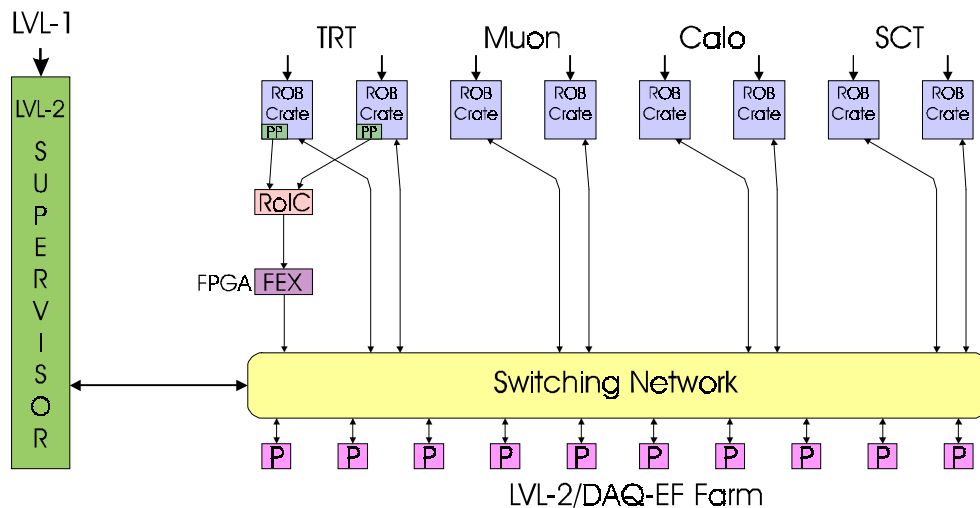 LVL-1
TRT Muon Calo SCT
LVL-2
SUPERVISOR
ROB Crate PP
ROB Crate PP
ROB Crate
ROB Crate
ROB Crate
ROB Crate
ROB Crate
ROB Crate
RoIC
FPGA FEX
Switching Network
P P P P P P P P P P
LVL-2/DAQ-EF Farm